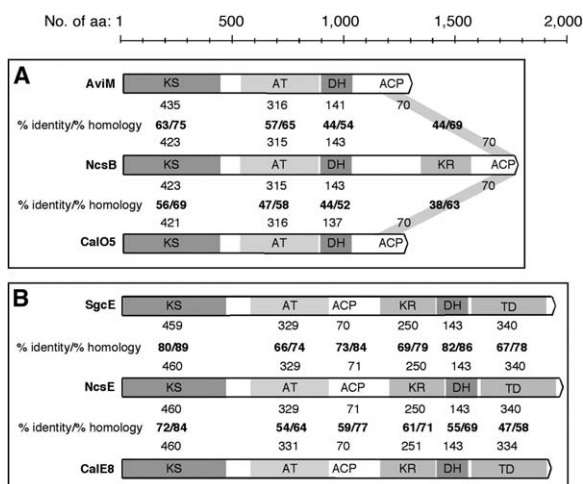 No. of aa: 1 500 1,000 1,500 2,000
A
AviM KS AT DH ACP
435 316 141 70
% identity/% homology 63/75 57/65 44/54 44/69
423 315 143 70
NcsB KS AT DH KR ACP
423 315 143 70
% identity/% homology 56/69 47/58 44/52 38/63
421 316 137 70
CalO5 KS AT DH ACP
B
SgcE KS AT ACP KR DH TD
459 329 70 250 143 340
% identity/% homology 80/89 66/74 73/84 69/79 82/86 67/78
460 329 71 250 143 340
NcsE KS AT ACP KR DH TD
460 329 71 250 143 340
% identity/% homology 72/84 54/64 59/77 61/71 55/69 47/58
460 331 70 251 143 334
CalE8 KS AT ACP KR DH TD